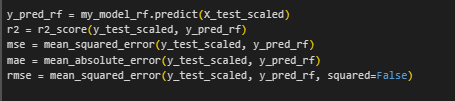 y_pred_rf = my_model_rf.predict(X_test_scaled)
r2 = r2_score(y_test_scaled, y_pred_rf)
mse = mean_squared_error(y_test_scaled, y_pred_rf)
mae = mean_absolute_error(y_test_scaled, y_pred_rf)
rmse = mean_squared_error(y_test_scaled, y_pred_rf, squared=False)